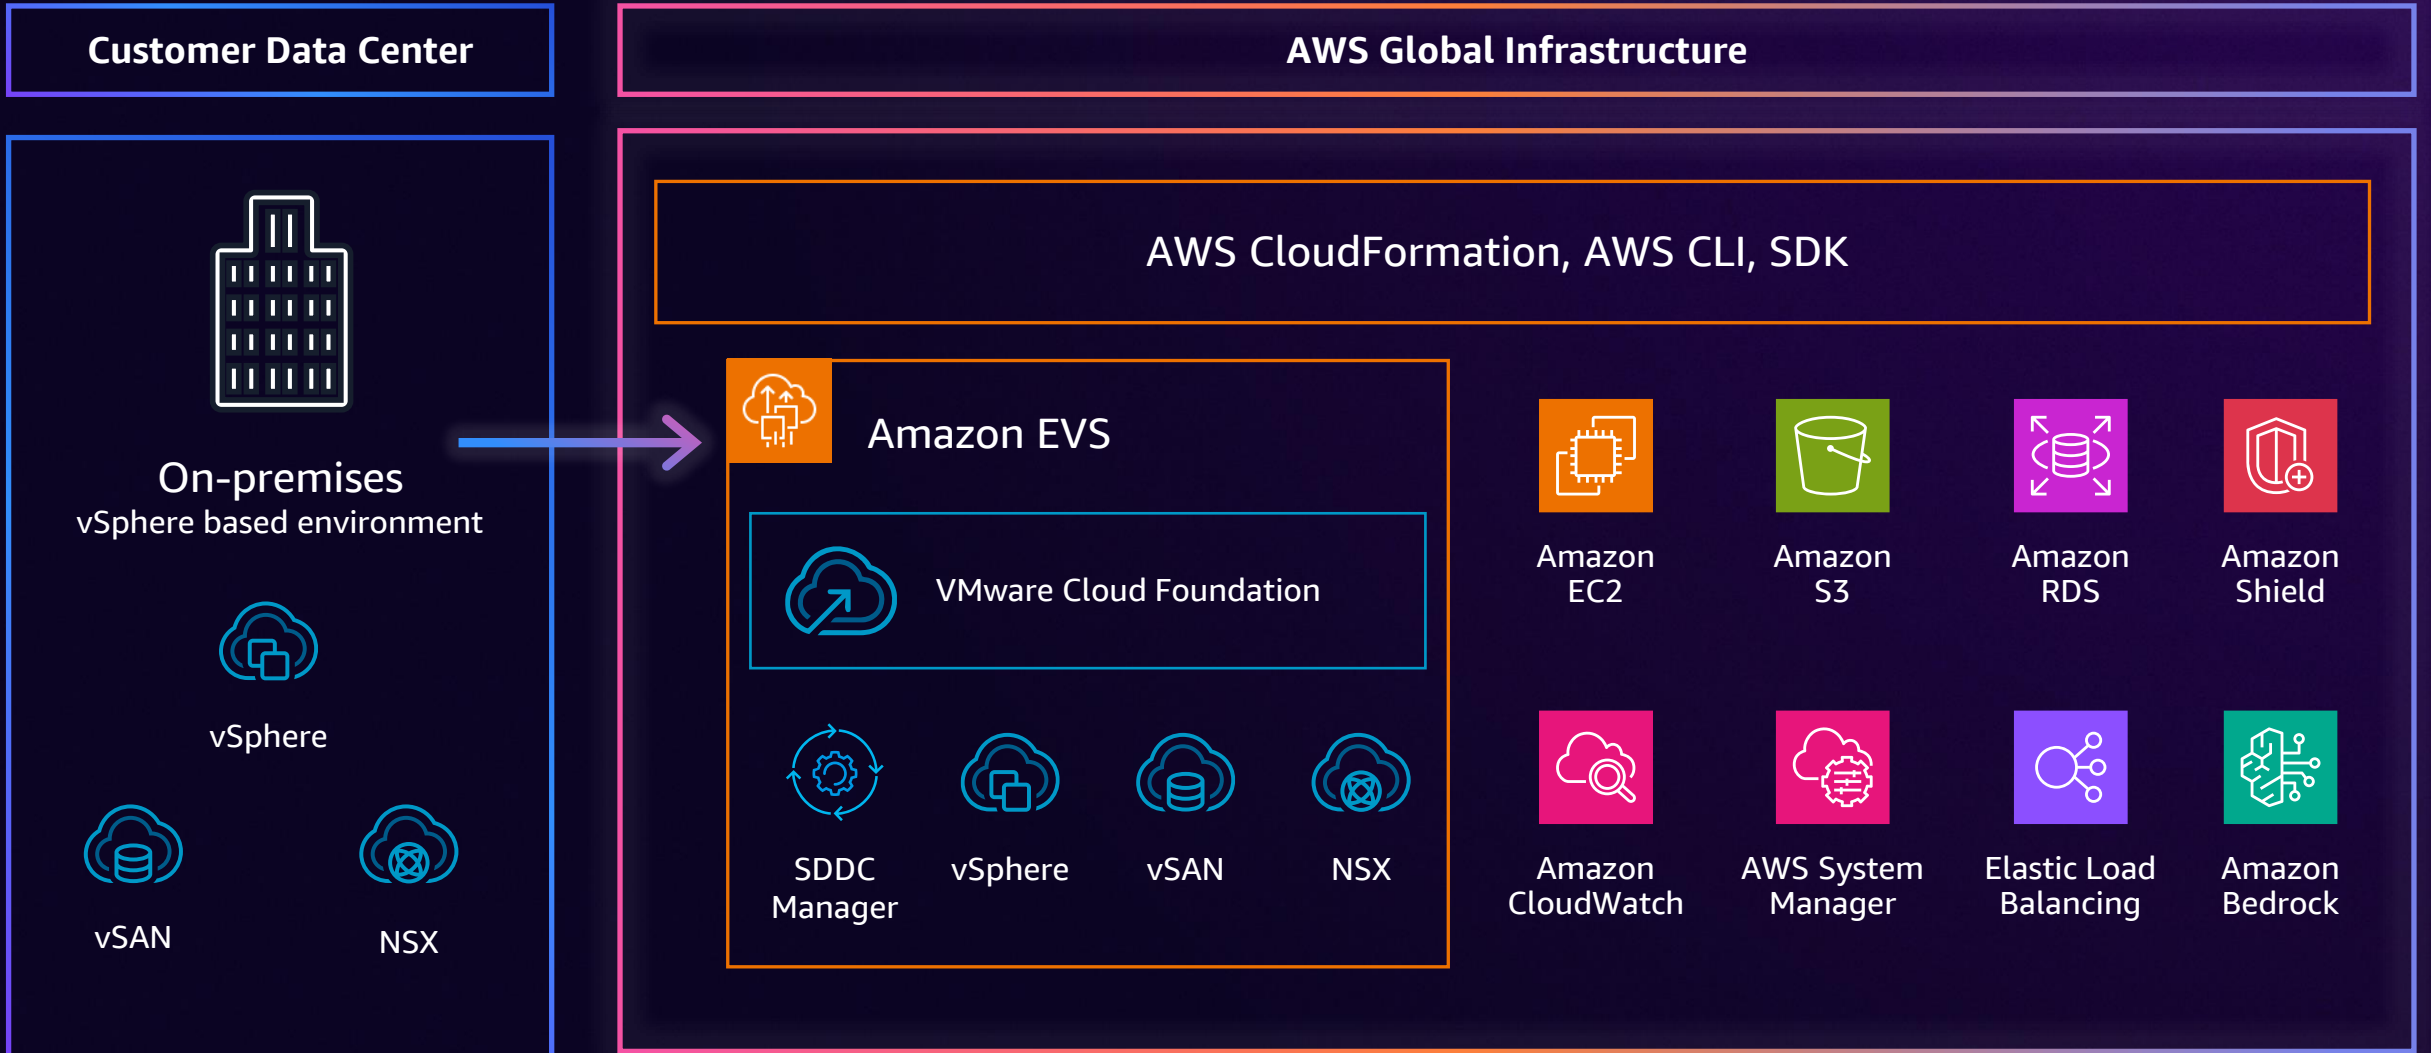 Customer Data Center
On-premises
vSphere based environment
vSphere
vSAN
NSX
AWS Global Infrastructure
AWS CloudFormation, AWS CLI, SDK
Amazon EVS
VMware Cloud Foundation
SDDC
Manager
vSphere
vSAN
NSX
Amazon
EC2
Amazon
S3
Amazon
RDS
Amazon
Shield
Amazon
CloudWatch
AWS System
Manager
Elastic Load
Balancing
Amazon
Bedrock